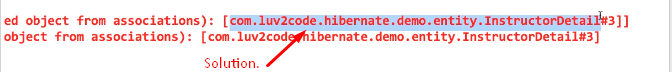 ed object from associations): [com.luv2code.hibernate.demo.entity.InstructorDetail#3]]
object from associations): [com.luv2code.hibernate.demo.entity.InstructorDetail#3]
Solution.